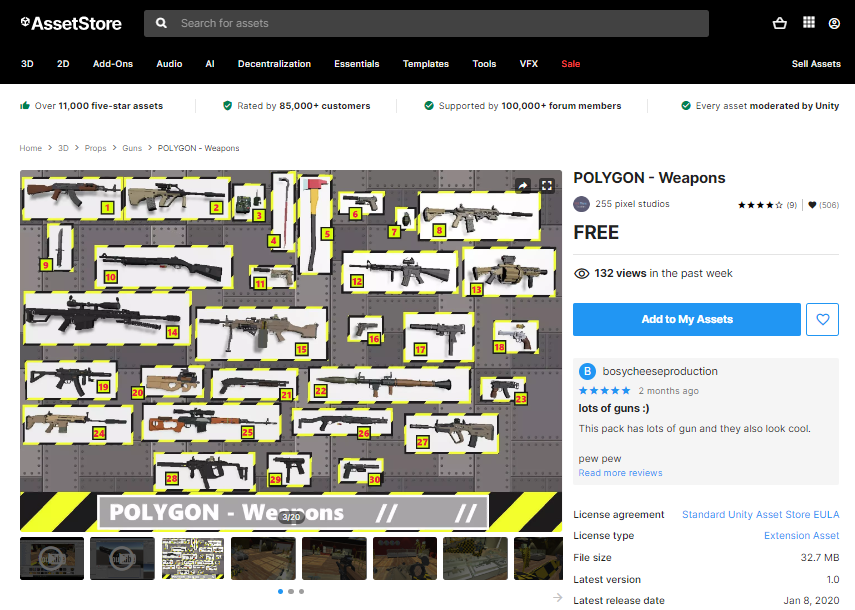 AssetStore
Search for assets
3D 2D Add-Ons Audio AI Decentralization Essentials Templates Tools VFX Sale Sell Assets
Over 11,000 five-star assets
Rated by 85,000+ customers
Supported by 100,000+ forum members
Every asset moderated by Unity
Home > 3D > Props > Guns > POLYGON - Weapons
1
2
3
4
5
6
7
8
9
10
11
12
13
14
15
16
17
18
19
20
21
22
23
24
25
26
27
28
29
30
POLYGON - Weapons // //
3/20
POLYGON - Weapons
255 pixel studios
(9) (506)
FREE
132 views in the past week
Add to My Assets
B bosycheeseproduction
2 months ago
lots of guns :)
This pack has lots of gun and they also look cool.
pew pew
Read more reviews
License agreement Standard Unity Asset Store EULA
License type Extension Asset
File size 32.7 MB
Latest version 1.0
Latest release date Jan 8, 2020